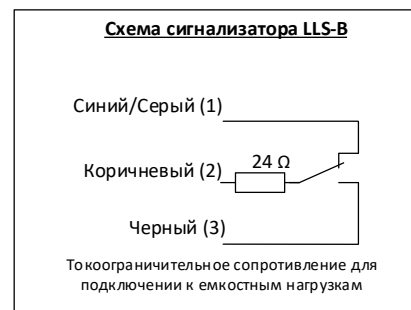 Схема сигнализатора LLS-B
Синий/Серый (1)
24 Ω
Коричневый (2)
Черный (3)
Токоограничительное сопротивление для
подключении к емкостным нагрузкам